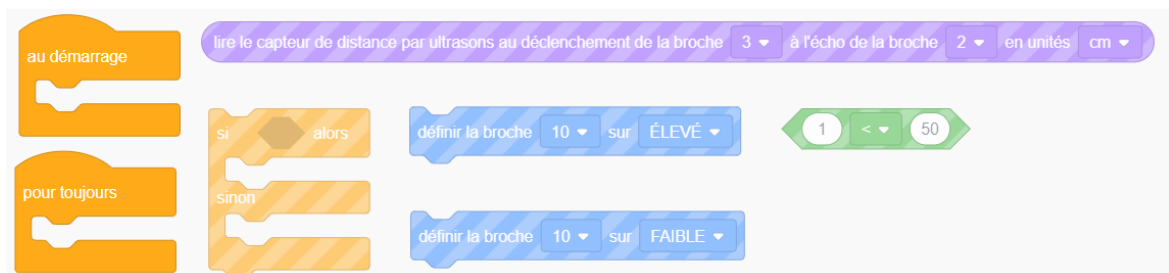 au démarrage
lire le capteur de distance par ultrasons au déclenchement de la broche 3 à l'écho de la broche 2 en unités cm
si alors
définir la broche 10 sur ÉLEVÉ
1 < 50
pour toujours
sinon
définir la broche 10 sur FAIBLE